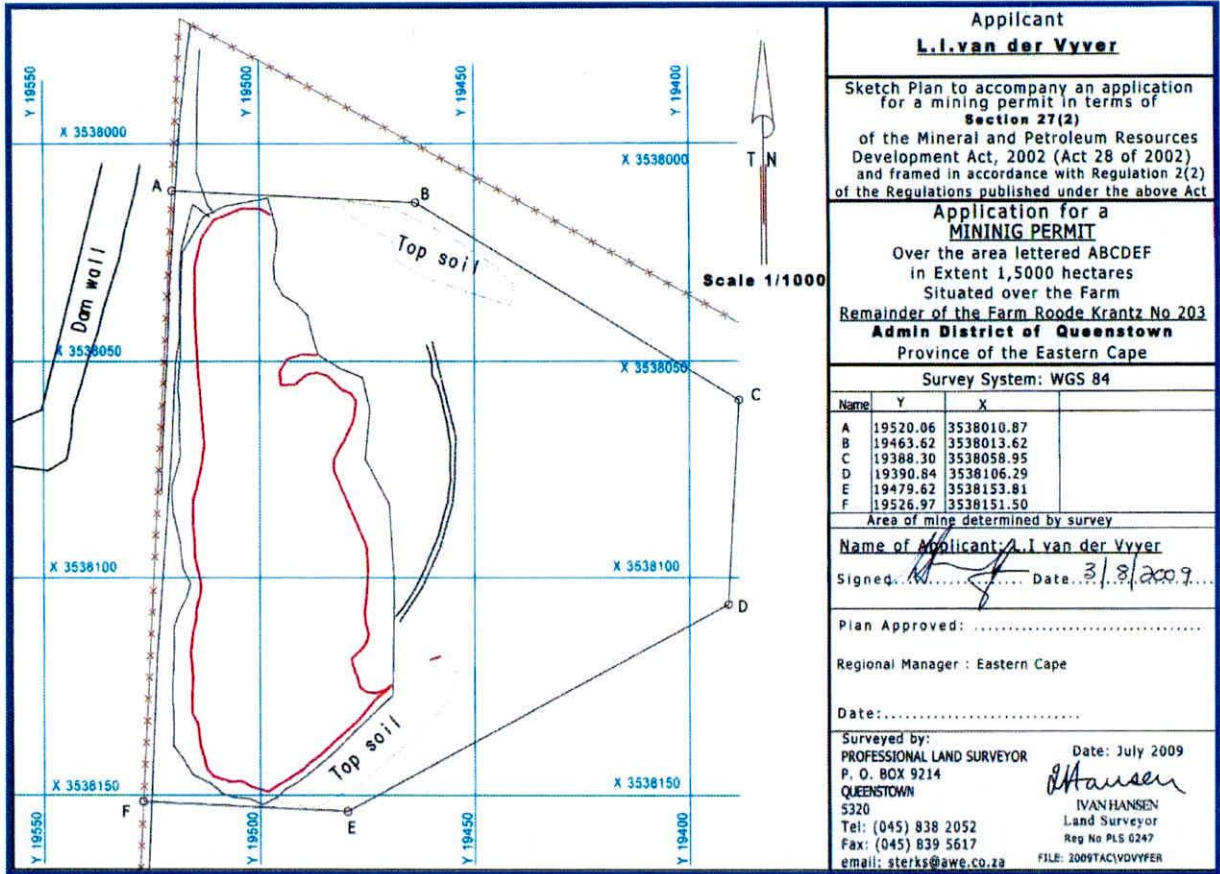 Y 19550
Y 19500
Y 19450
Y 19400
X 3538000
X 3538000
T N
A
B
Top soil
Scale 1/1000
Dam wall
X 3538050
X 3538050
C
X 3538100
X 3538100
D
Top soil
X 3538150
X 3538150
F
E
Y 19550
Y 19500
Y 19450
Y 19400
Appilcant
L.I.van der Vyver
Sketch Plan to accompany an application
for a mining permit in terms of
Section 27(2)
of the Mineral and Petroleum Resources
Development Act, 2002 (Act 28 of 2002)
and framed in accordance with Regulation 2(2)
of the Regulations published under the above Act
Application for a
MININIG PERMIT
Over the area lettered ABCDEF
in Extent 1,5000 hectares
Situated over the Farm
Remainder of the Farm Roode Krantz No 203
Admin District of Queenstown
Province of the Eastern Cape
Survey System: WGS 84
Name Y X
A 19520.06 3538010.87
B 19463.62 3538013.62
C 19388.30 3538058.95
D 19390.84 3538106.29
E 19479.62 3538153.81
F 19526.97 3538151.50
Area of mine determined by survey
Name of Applicant: L.I van der Vyver
Signed.................... Date 3/8/2009
Plan Approved: ..................................
Regional Manager : Eastern Cape
Date:..............................
Surveyed by:
PROFESSIONAL LAND SURVEYOR
P. O. BOX 9214
QUEENSTOWN
5320
Tel: (045) 838 2052
Fax: (045) 839 5617
email: sterks@awe.co.za
Date: July 2009
IHansen
IVAN HANSEN
Land Surveyor
Reg No PLS 0247
FILE: 2009TAC\VDVYFER